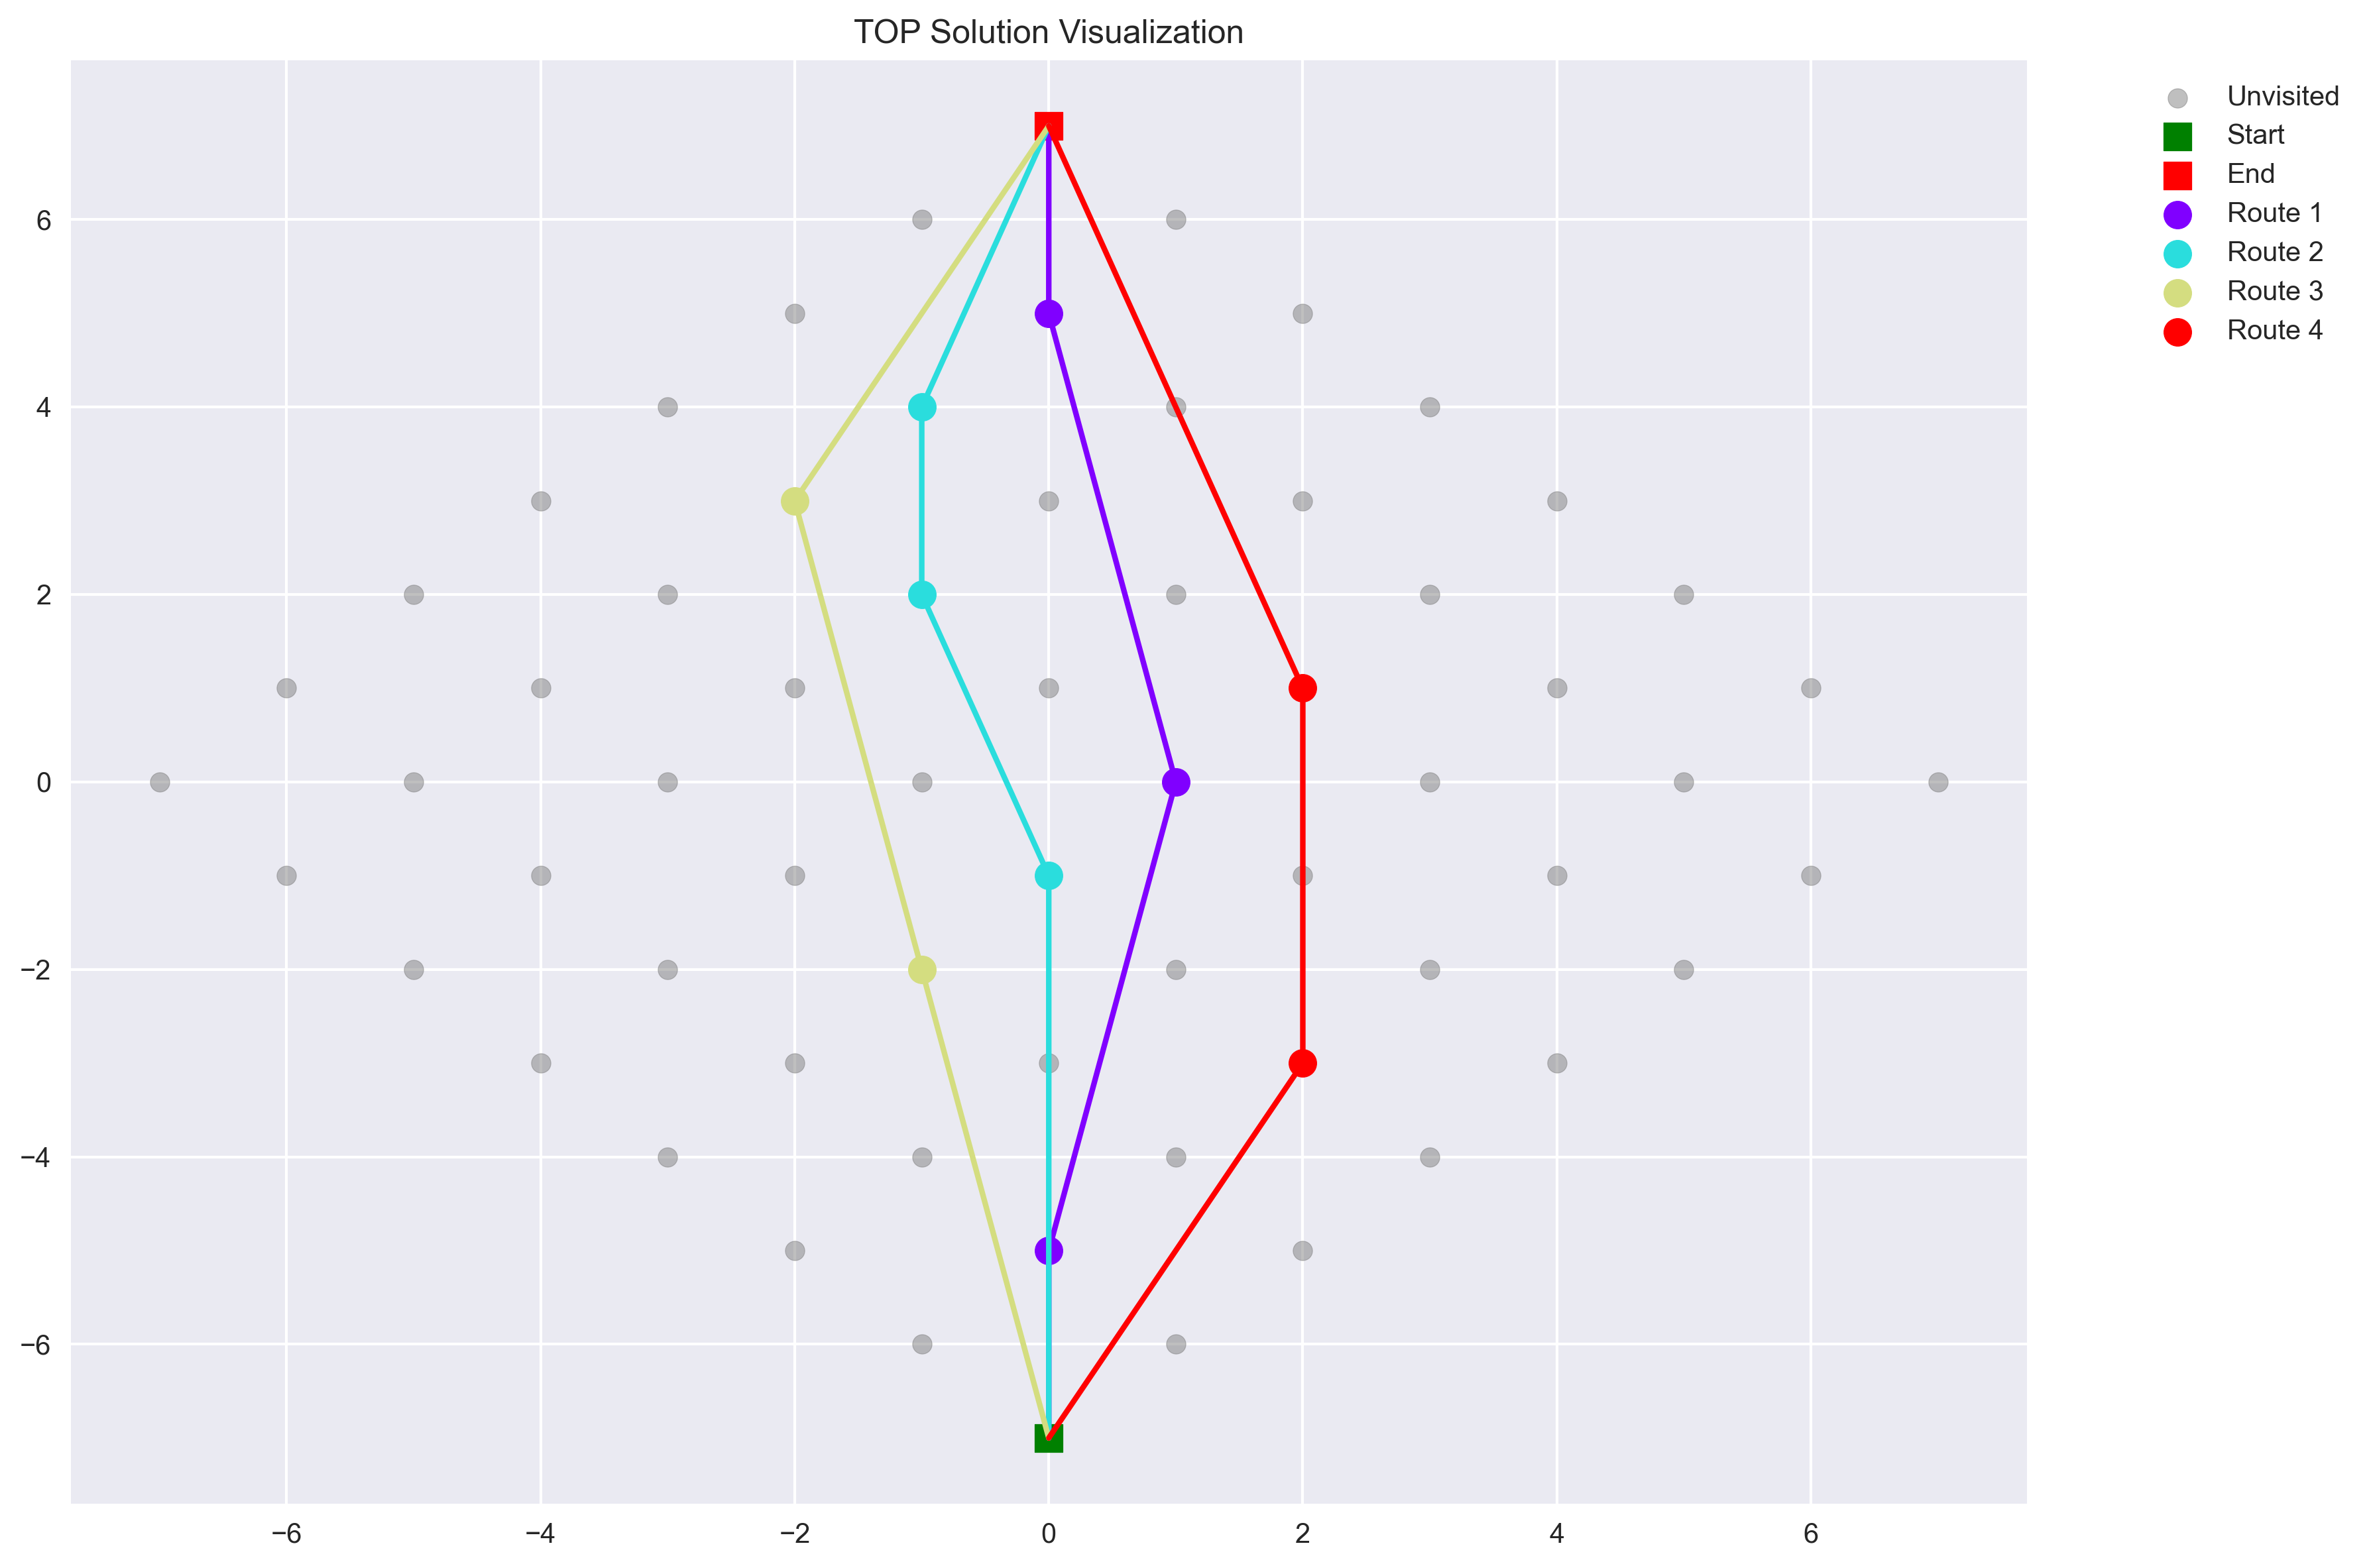 TOP Solution Visualization
Unvisited
Start
End
Route 1
Route 2
Route 3
Route 4
6
4
2
0
−2
−4
−6
−6 −4 −2 0 2 4 6